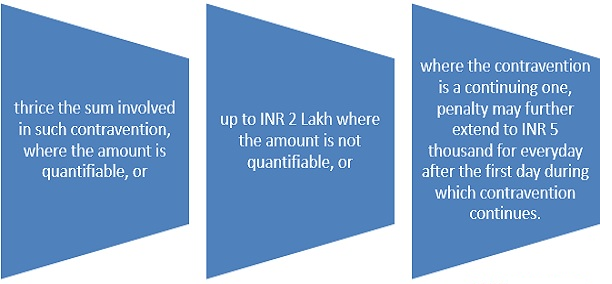 thrice the sum involved
in such contravention,
where the amount is
quantifiable, or
up to INR 2 Lakh where
the amount is not
quantifiable, or
where the contravention
is a continuing one,
penalty may further
extend to INR 5
thousand for everyday
after the first day during
which contravention
continues.